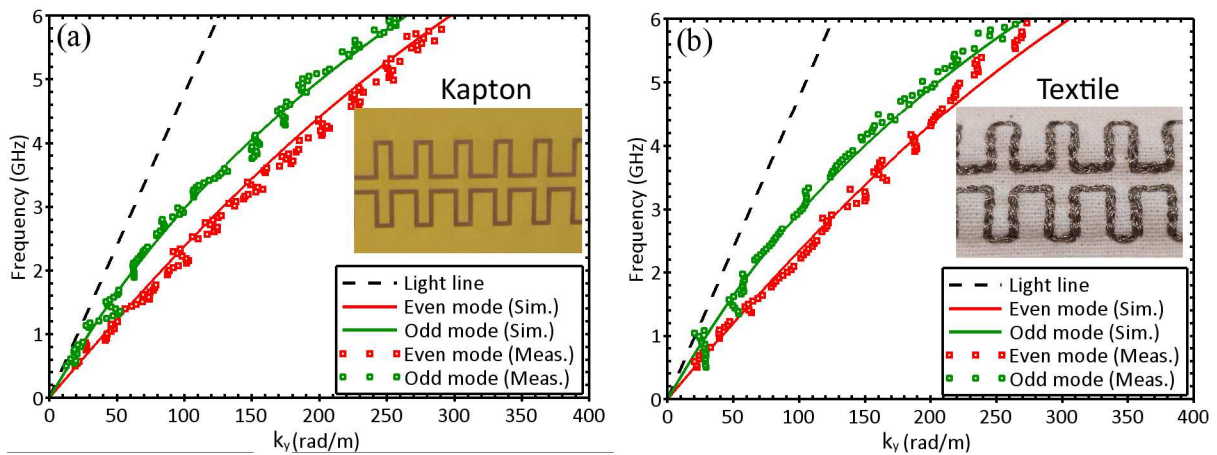 (a)
Kapton
Frequency (GHz)
6
5
4
3
2
1
0
0 50 100 150 200 250 300 350 400
k_y (rad/m)
Light line
Even mode (Sim.)
Odd mode (Sim.)
Even mode (Meas.)
Odd mode (Meas.)
(b)
Textile
Frequency (GHz)
6
5
4
3
2
1
0
0 50 100 150 200 250 300 350 400
k_y (rad/m)
Light line
Even mode (Sim.)
Odd mode (Sim.)
Even mode (Meas.)
Odd mode (Meas.)